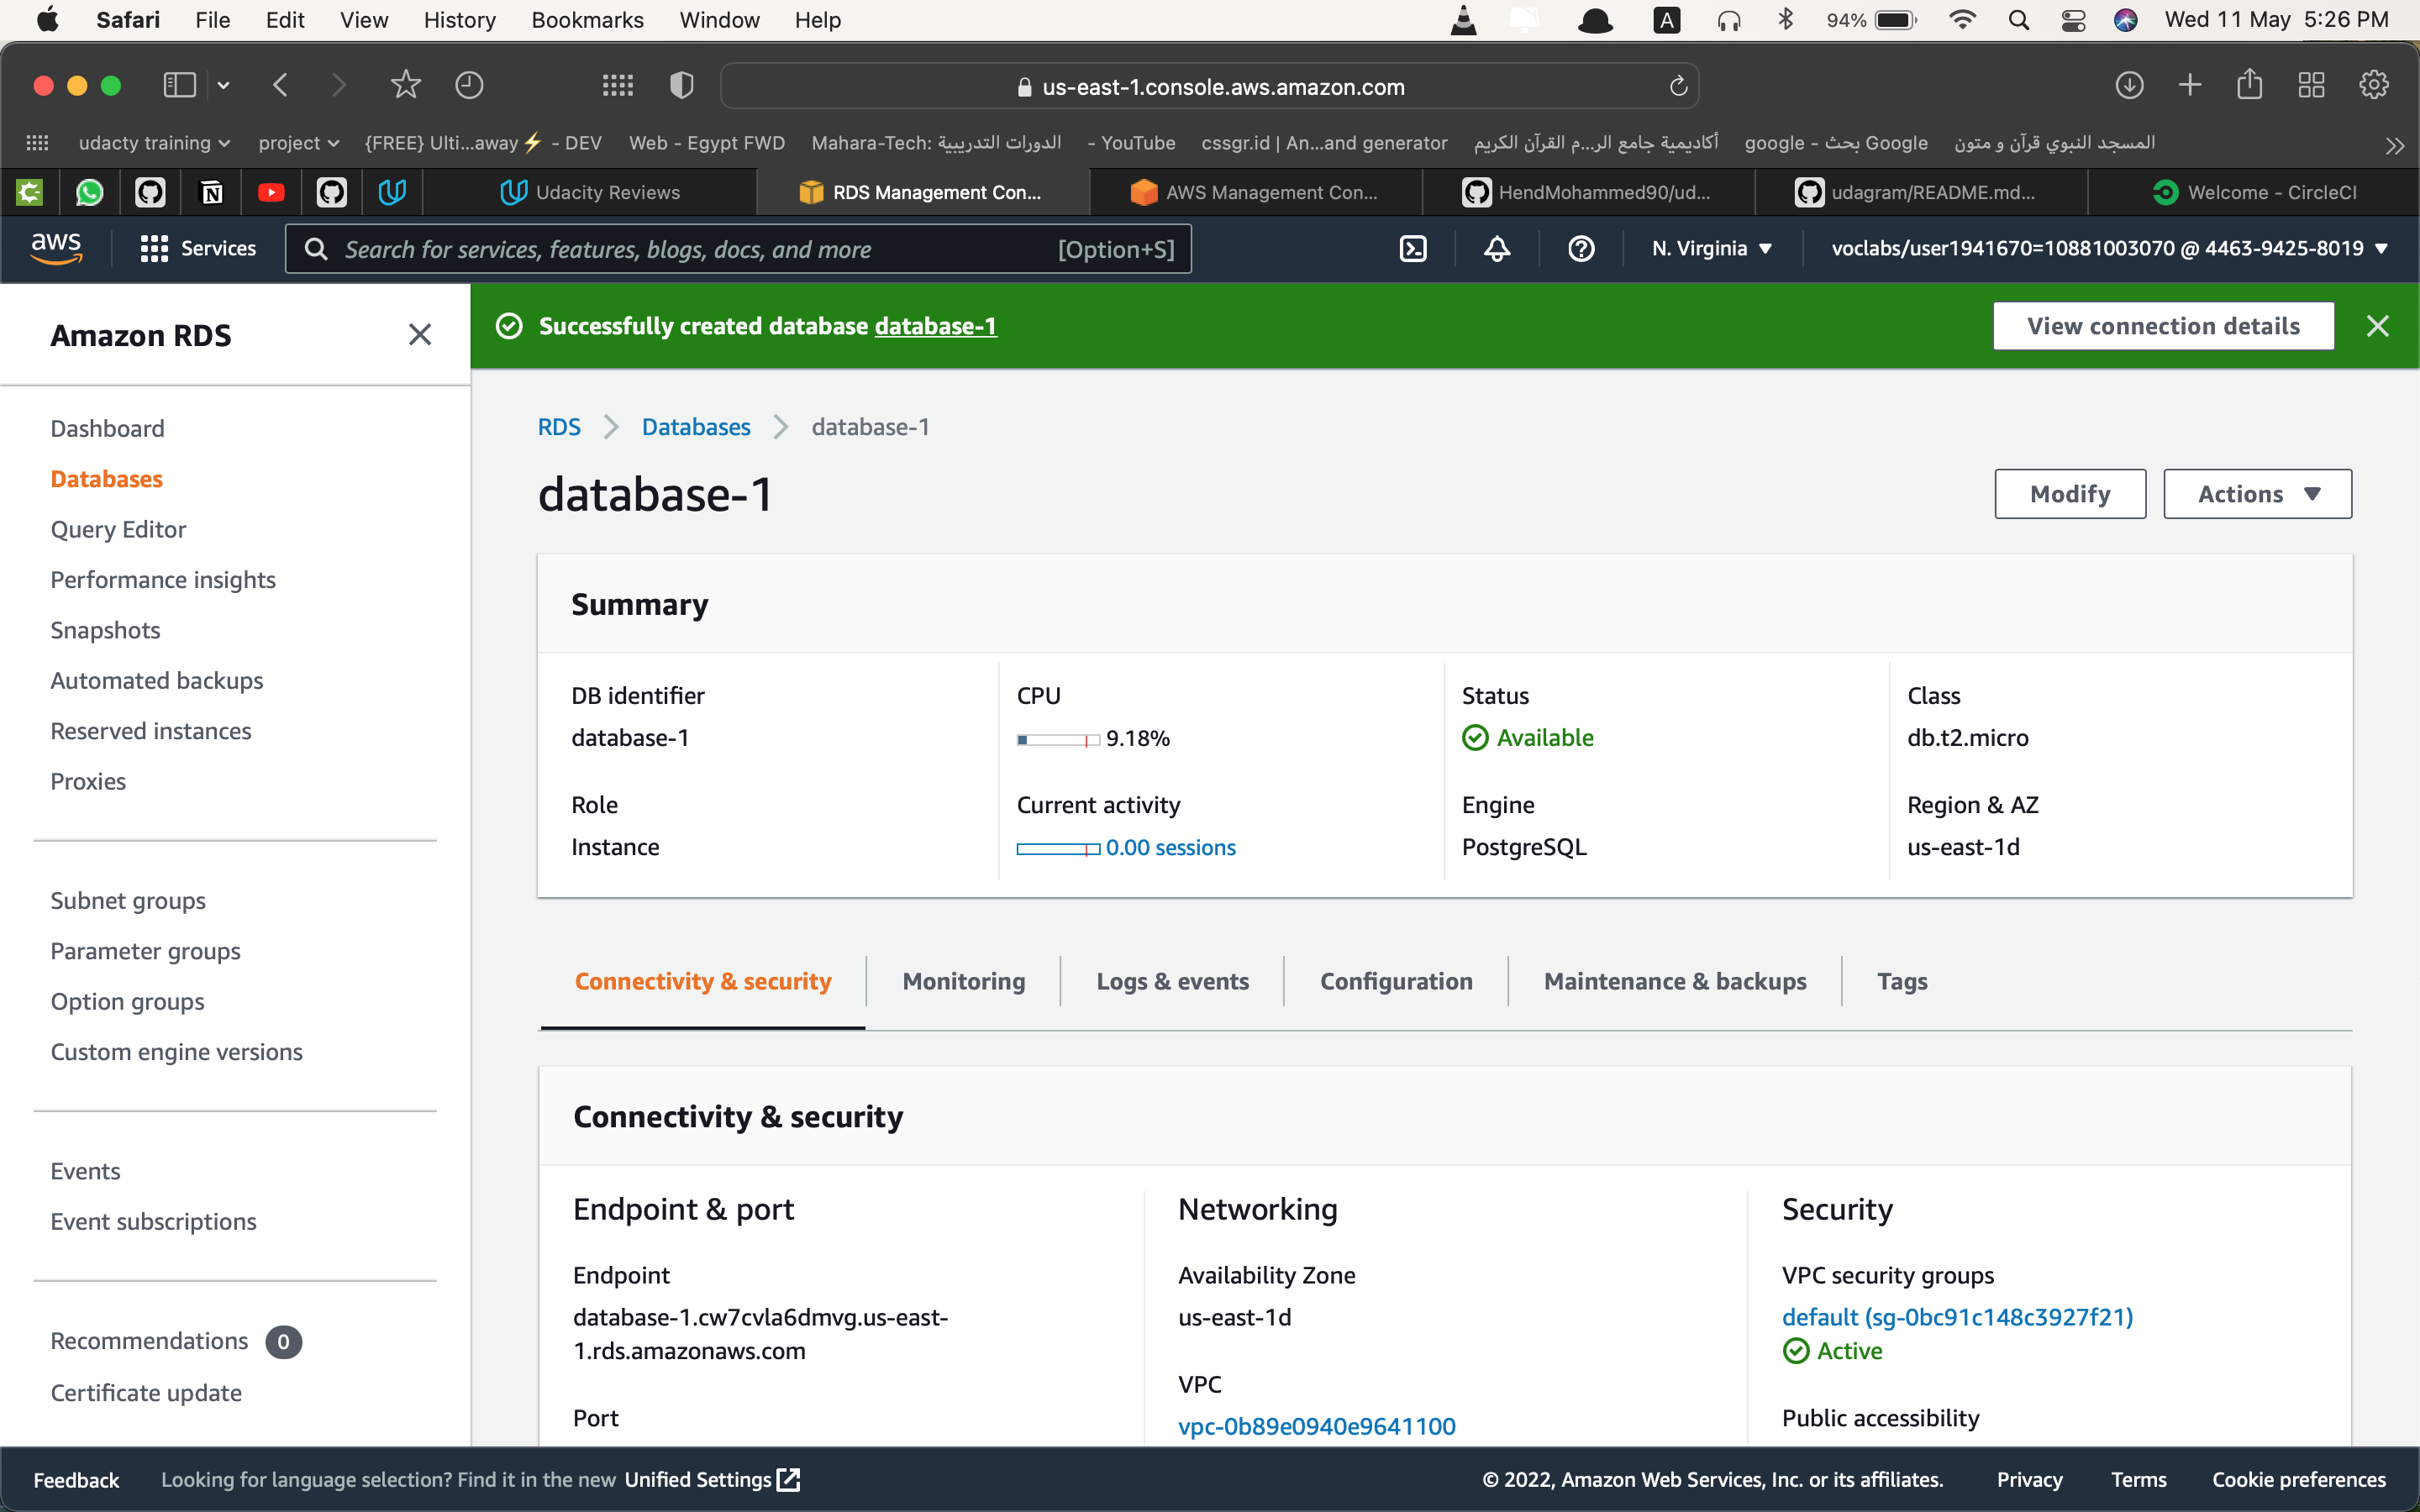 Safari File Edit View History Bookmarks Window Help A 94% Wed 11 May 5:26 PM
us-east-1.console.aws.amazon.com
udacty training project {FREE} Ulti...away⚡ - DEV Web - Egypt FWD Mahara-Tech: الدورات التدريبية - YouTube cssgr.id | An...and generator أكاديمية جامع الر...م القرآن الكريم google - بحث Google المسجد النبوي قرآن و متون
Udacity Reviews RDS Management Con... AWS Management Con... HendMohammed90/ud... udagram/README.md... Welcome - CircleCI
aws Services Search for services, features, blogs, docs, and more [Option+S] N. Virginia ▼ voclabs/user1941670=10881003070 @ 4463-9425-8019 ▼
Amazon RDS
Dashboard
Databases
Query Editor
Performance insights
Snapshots
Automated backups
Reserved instances
Proxies
Subnet groups
Parameter groups
Option groups
Custom engine versions
Events
Event subscriptions
Recommendations 0
Certificate update
Successfully created database database-1 View connection details
RDS > Databases > database-1
database-1 Modify Actions ▼
Summary
DB identifier CPU Status Class
database-1 9.18% Available db.t2.micro
Role Current activity Engine Region & AZ
Instance 0.00 sessions PostgreSQL us-east-1d
Connectivity & security Monitoring Logs & events Configuration Maintenance & backups Tags
Connectivity & security
Endpoint & port
Endpoint
database-1.cw7cvla6dmvg.us-east-
1.rds.amazonaws.com
Port
Networking
Availability Zone
us-east-1d
VPC
vpc-0b89e0940e9641100
Security
VPC security groups
default (sg-0bc91c148c3927f21)
Active
Public accessibility
Feedback Looking for language selection? Find it in the new Unified Settings © 2022, Amazon Web Services, Inc. or its affiliates. Privacy Terms Cookie preferences